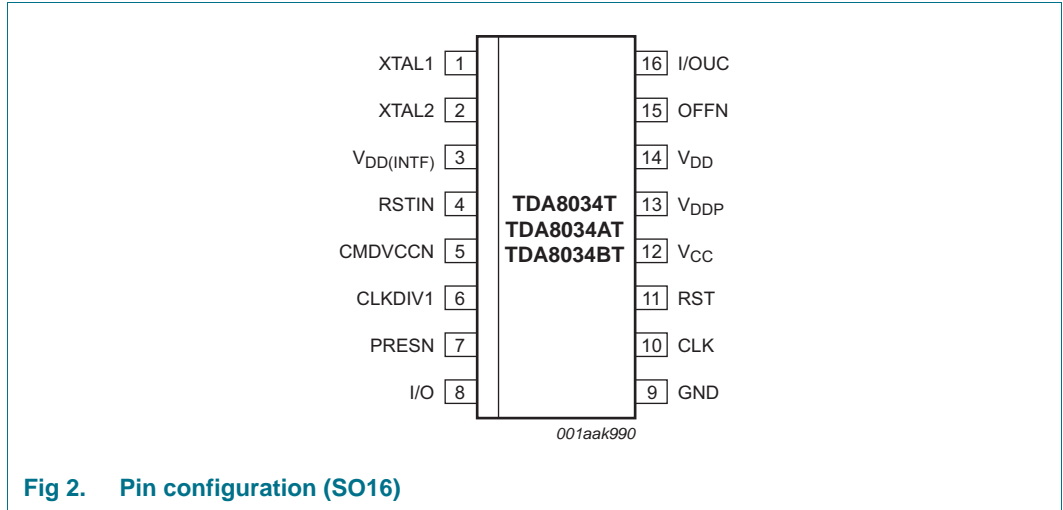 XTAL1 1 16 I/OUC
XTAL2 2 15 OFFN
VDD(INTF) 3 14 VDD
RSTIN 4 TDA8034T 13 VDDP
TDA8034AT
CMDVCCN 5 TDA8034BT 12 VCC
CLKDIV1 6 11 RST
PRESN 7 10 CLK
I/O 8 9 GND
001aak990
Fig 2. Pin configuration (SO16)